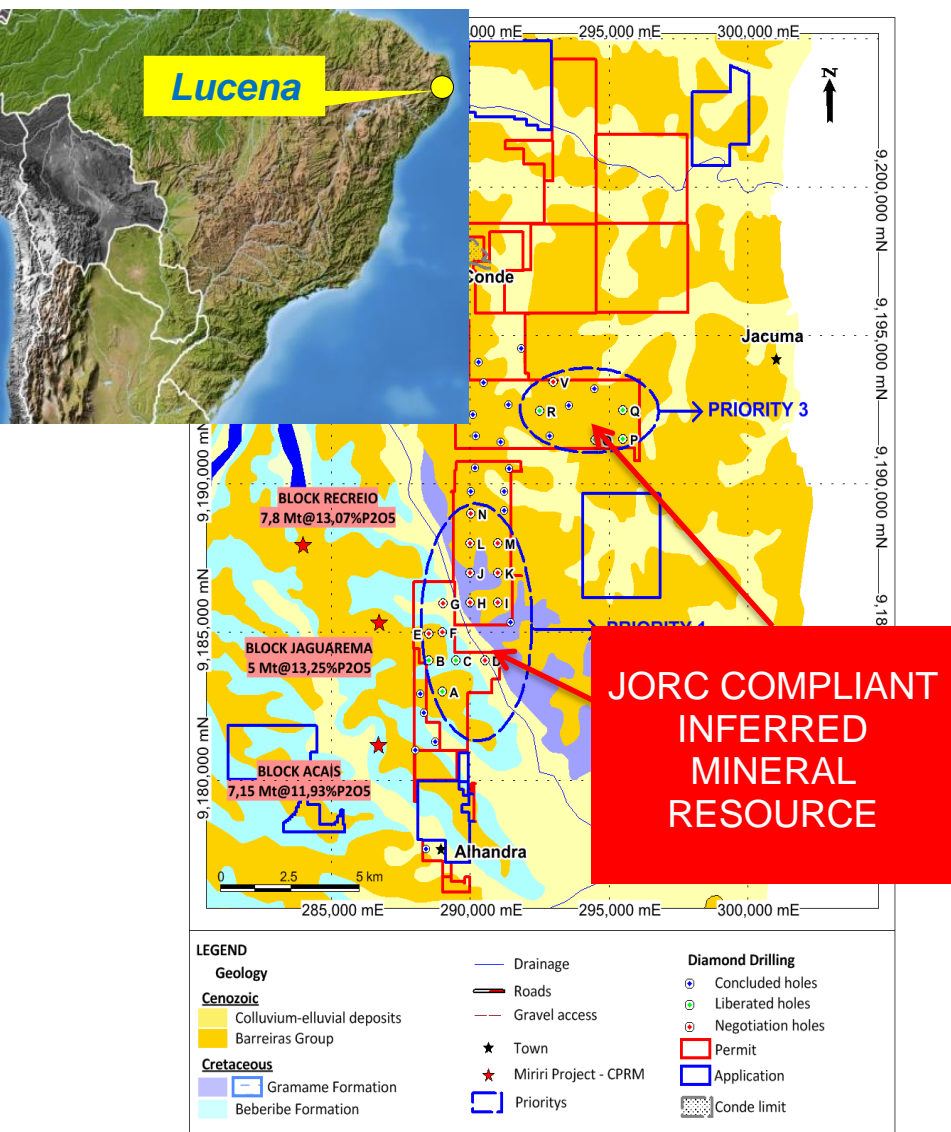 Lucena
000 mE
295,000 mE
300,000 mE
N
9,200,000 mN
Conde
9,195,000 mN
Jacuma
V
R
Q
P
PRIORITY 3
9,190,000 mN
9,190,000 mN
BLOCK RECREIO
7,8 Mt@13,07%P2O5
N
L
M
J
K
G
H
I
9,185,000 mN
9,18
E
F
PRIORITY 1
BLOCK JAGUAREMA
5 Mt@13,25%P2O5
B
C
D
A
JORC COMPLIANT
INFERRED
MINERAL
RESOURCE
9,180,000 mN
BLOCK ACAIS
7,15 Mt@11,93%P2O5
Alhandra
0
2.5
5 km
285,000 mE
290,000 mE
295,000 mE
300,000 mE
LEGEND
Geology
Cenozoic
Colluvium-elluvial deposits
Barreiras Group
Cretaceous
Gramame Formation
Beberibe Formation
Drainage
Roads
Gravel access
Town
Miriri Project - CPRM
Prioritys
Diamond Drilling
Concluded holes
Liberated holes
Negotiation holes
Permit
Application
Conde limit